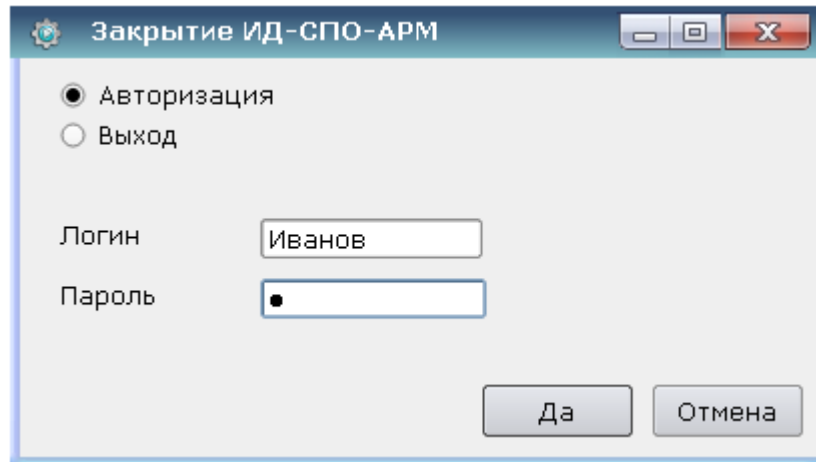 Закрытие ИД-СПО-АРМ
Авторизация
Выход
Логин Иванов
Пароль ●
Да Отмена